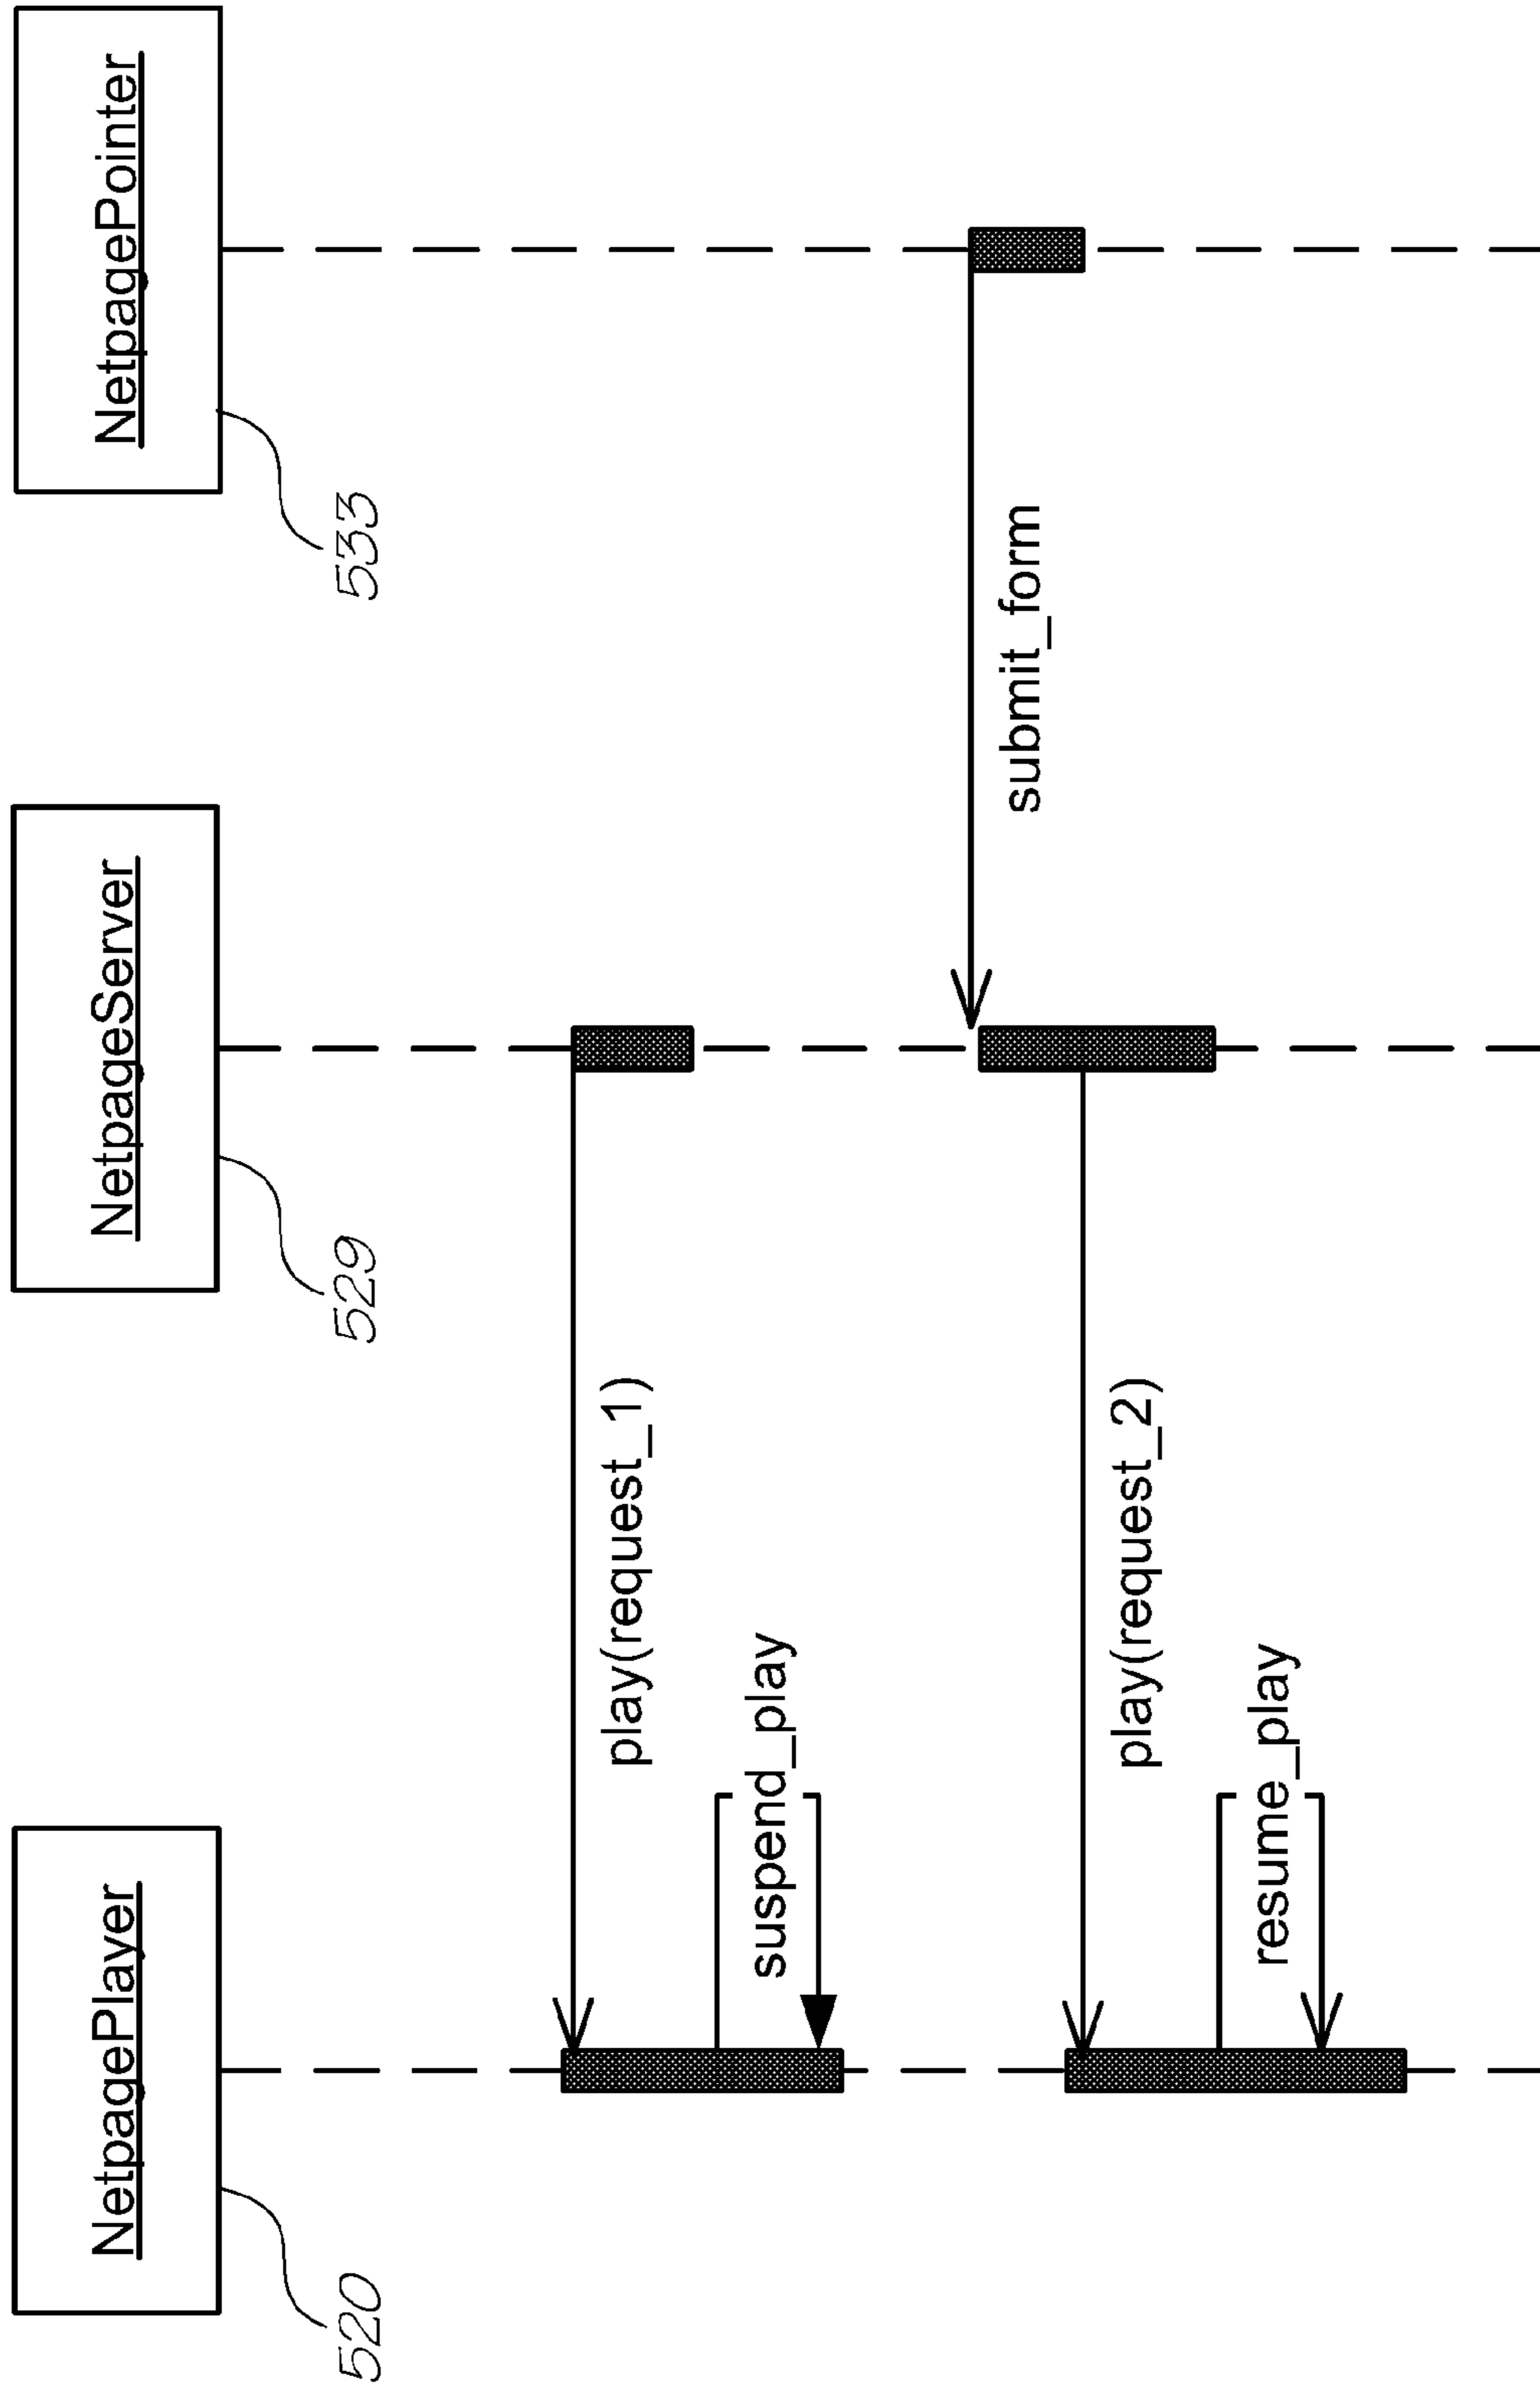 NetpagePlayer
NetpageServer
NetpagePointer
520
529
533
play(request_1)
suspend_play
submit_form
play(request_2)
resume_play